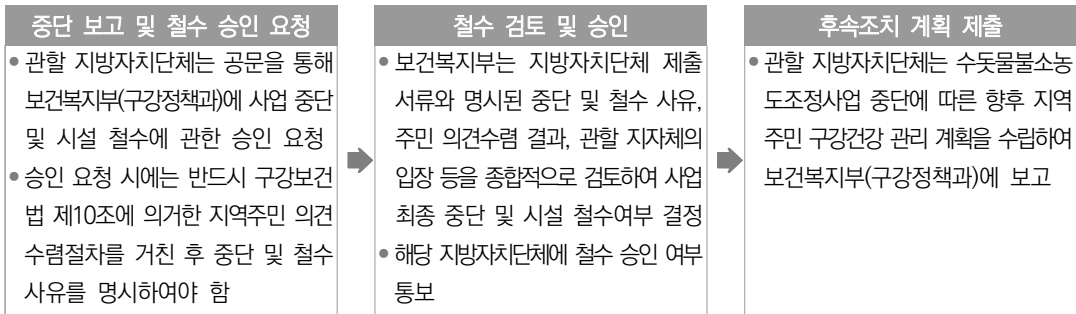 중단 보고 및 철수 승인 요청
• 관할 지방자치단체는 공문을 통해
보건복지부(구강정책과)에 사업 중단
및 시설 철수에 관한 승인 요청
• 승인 요청 시에는 반드시 구강보건
법 제10조에 의거한 지역주민 의견
수렴절차를 거친 후 중단 및 철수
사유를 명시하여야 함
철수 검토 및 승인
• 보건복지부는 지방자치단체 제출
서류와 명시된 중단 및 철수 사유,
주민 의견수렴 결과, 관할 지자체의
입장 등을 종합적으로 검토하여 사업
최종 중단 및 시설 철수여부 결정
• 해당 지방자치단체에 철수 승인 여부
통보
후속조치 계획 제출
• 관할 지방자치단체는 수돗물불소농
도조정사업 중단에 따른 향후 지역
주민 구강건강 관리 계획을 수립하여
보건복지부(구강정책과)에 보고